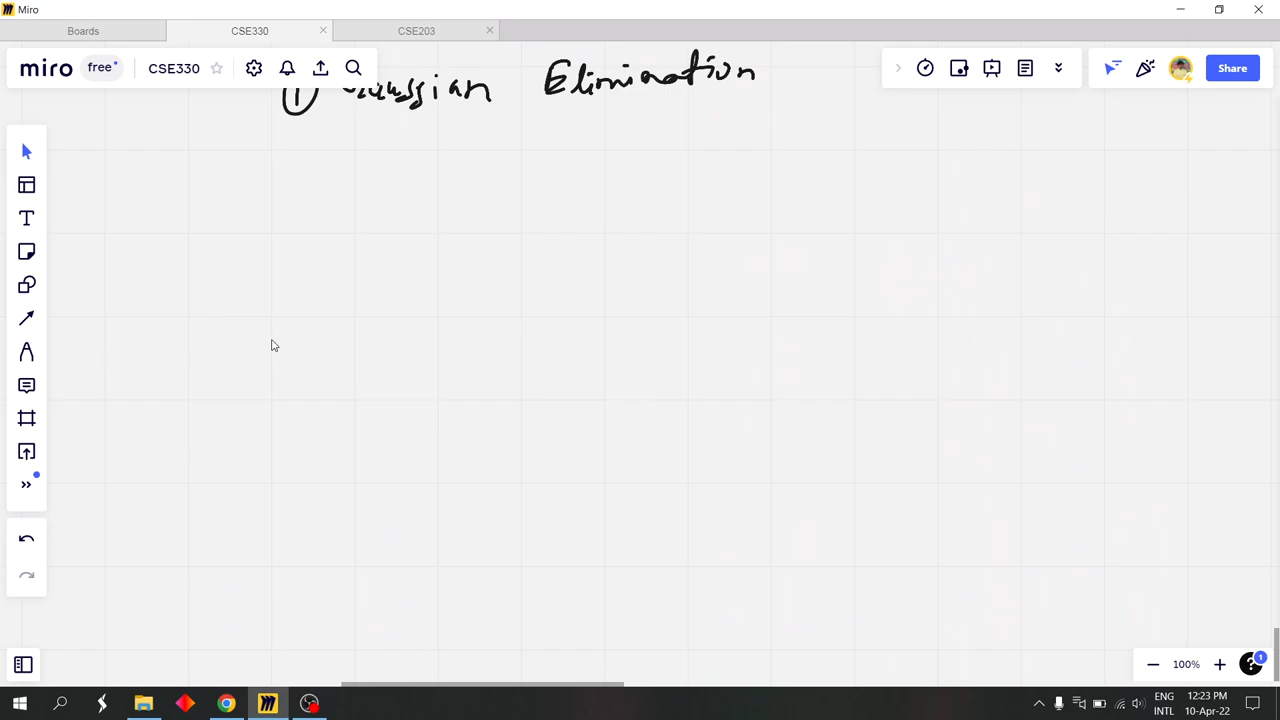 Miro
Boards
CSE330
CSE203
miro free CSE330
Share
① Gaussian Elimination
100%
1
ENG
INTL
12:23 PM
10-Apr-22